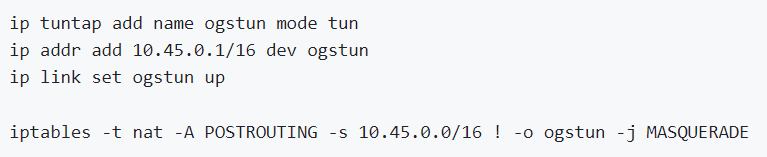 ip tuntap add name ogstun mode tun
ip addr add 10.45.0.1/16 dev ogstun
ip link set ogstun up
iptables -t nat -A POSTROUTING -s 10.45.0.0/16 ! -o ogstun -j MASQUERADE